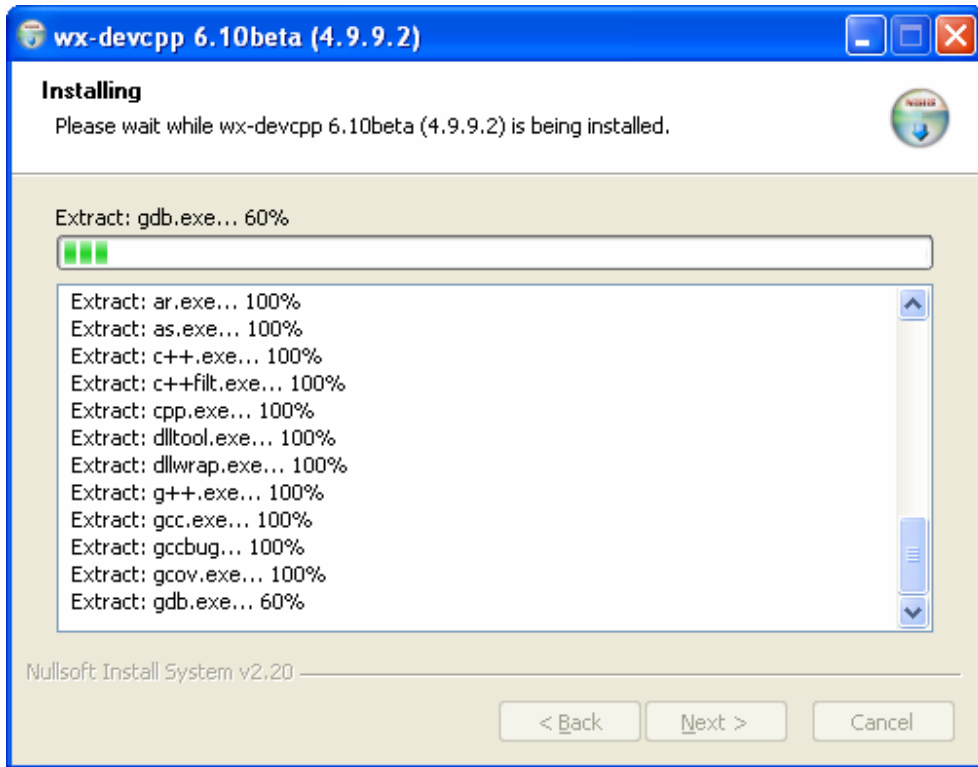 wx-devcpp 6.10beta (4.9.9.2)
Installing
Please wait while wx-devcpp 6.10beta (4.9.9.2) is being installed.
Extract: gdb.exe... 60%
Extract: ar.exe... 100%
Extract: as.exe... 100%
Extract: c++.exe... 100%
Extract: c++filt.exe... 100%
Extract: cpp.exe... 100%
Extract: dlltool.exe... 100%
Extract: dllwrap.exe... 100%
Extract: g++.exe... 100%
Extract: gcc.exe... 100%
Extract: gccbug... 100%
Extract: gcov.exe... 100%
Extract: gdb.exe... 60%
Nullsoft Install System v2.20
< Back Next > Cancel